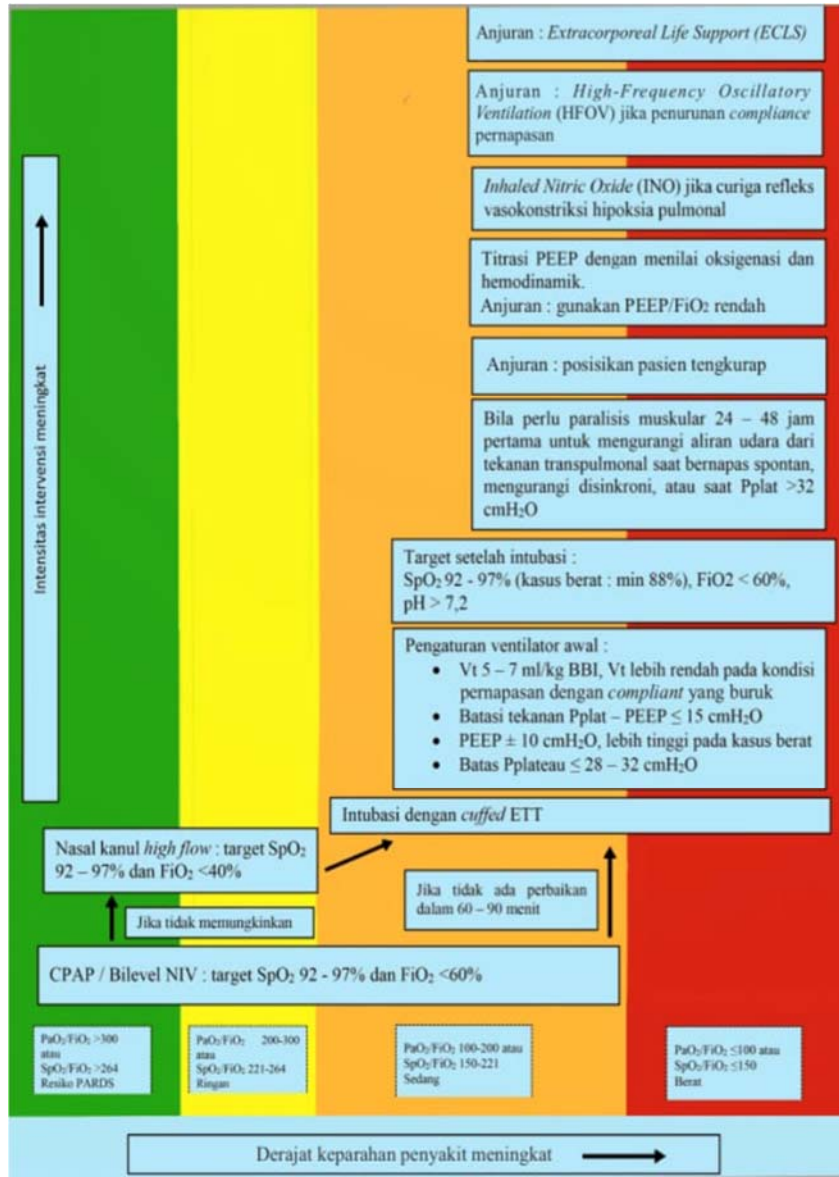 Anjuran : Extracorporeal Life Support (ECLS)
Anjuran : High-Frequency Oscillatory
Ventilation (HFOV) jika penurunan compliance
pernapasan
Inhaled Nitric Oxide (INO) jika curiga refleks
vasokonstriksi hipoksia pulmonal
Titrasi PEEP dengan menilai oksigenasi dan
hemodinamik.
Anjuran : gunakan PEEP/FiO₂ rendah
Anjuran : posisikan pasien tengkurap
Bila perlu paralisis muskular 24 – 48 jam
pertama untuk mengurangi aliran udara dari
tekanan transpulmonal saat bernapas spontan,
mengurangi disinkroni, atau saat Pplat >32
cmH₂O
Intensitas intervensi meningkat
Target setelah intubasi :
SpO₂ 92 - 97% (kasus berat : min 88%), FiO2 < 60%,
pH > 7,2
Pengaturan ventilator awal :
• Vt 5 – 7 ml/kg BBI, Vt lebih rendah pada kondisi
pernapasan dengan compliant yang buruk
• Batasi tekanan Pplat – PEEP ≤ 15 cmH₂O
• PEEP ± 10 cmH₂O, lebih tinggi pada kasus berat
• Batas Pplateau ≤ 28 – 32 cmH₂O
Intubasi dengan cuffed ETT
Nasal kanul high flow : target SpO₂
92 – 97% dan FiO₂ <40%
Jika tidak ada perbaikan
dalam 60 – 90 menit
Jika tidak memungkinkan
CPAP / Bilevel NIV : target SpO₂ 92 - 97% dan FiO₂ <60%
PaO₂/FiO₂ >300
atau
SpO₂/FiO₂ >264
Resiko PARDS
PaO₂/FiO₂ 200-300
atau
SpO₂/FiO₂ 221-264
Ringan
PaO₂/FiO₂ 100-200 atau
SpO₂/FiO₂ 150-221
Sedang
PaO₂/FiO₂ ≤100 atau
SpO₂/FiO₂ ≤150
Berat
Derajat keparahan penyakit meningkat